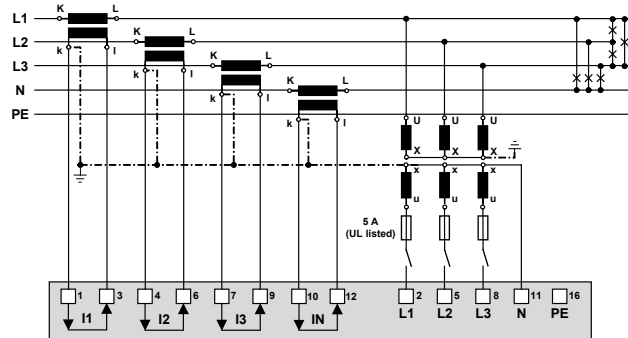 K L
L1
K L
L2
k l
K L
L3
k l
K L
N
k l
PE
k l
U U U
X X X
x x x
u u u
5 A
(UL listed)
1 3 4 6 7 9 10 12 2 5 8 11 16
I1 I2 I3 IN L1 L2 L3 N PE